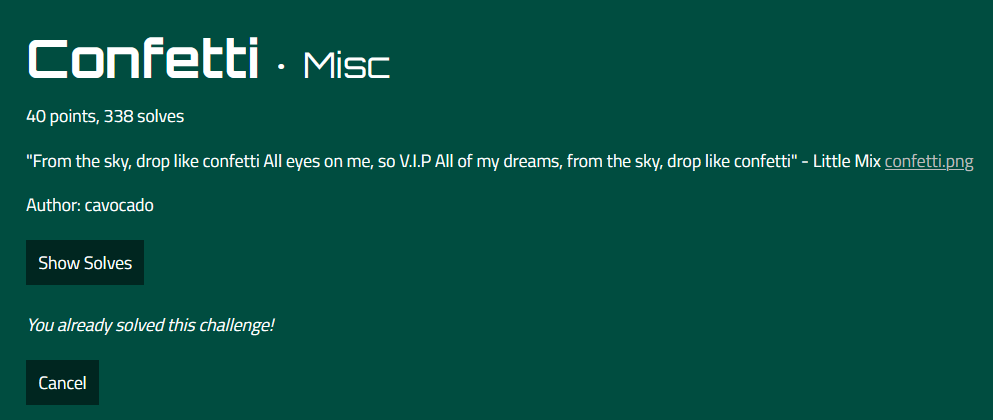 Confetti · Misc
40 points, 338 solves
"From the sky, drop like confetti All eyes on me, so V.I.P All of my dreams, from the sky, drop like confetti" - Little Mix confetti.png
Author: cavocado
Show Solves
You already solved this challenge!
Cancel